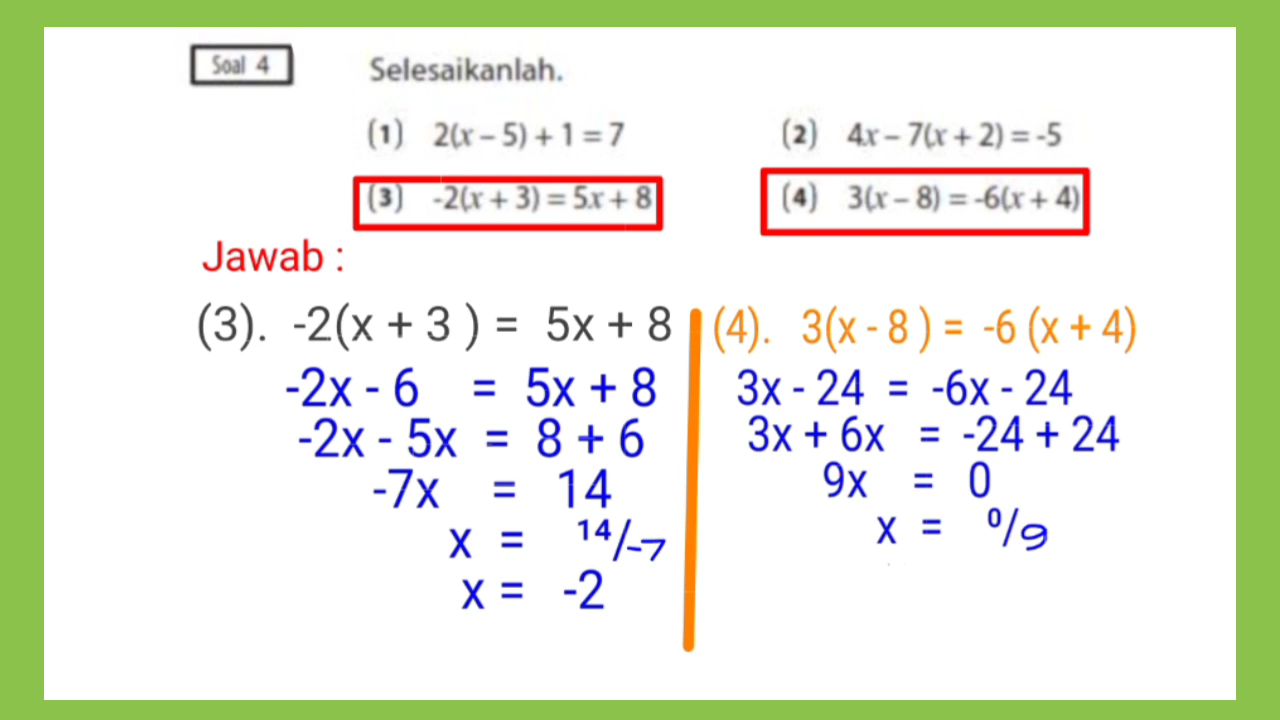 Soal 4 Selesaikanlah.
(1) 2(x – 5) + 1 = 7 (2) 4x – 7(x + 2) = -5
(3) -2(x + 3) = 5x + 8 (4) 3(x – 8) = -6(x + 4)
Jawab :
(3). -2(x + 3 ) = 5x + 8
-2x - 6 = 5x + 8
-2x - 5x = 8 + 6
-7x = 14
x = 14/-7
x = -2
(4). 3(x - 8 ) = -6 (x + 4)
3x - 24 = -6x - 24
3x + 6x = -24 + 24
9x = 0
x = 0/9